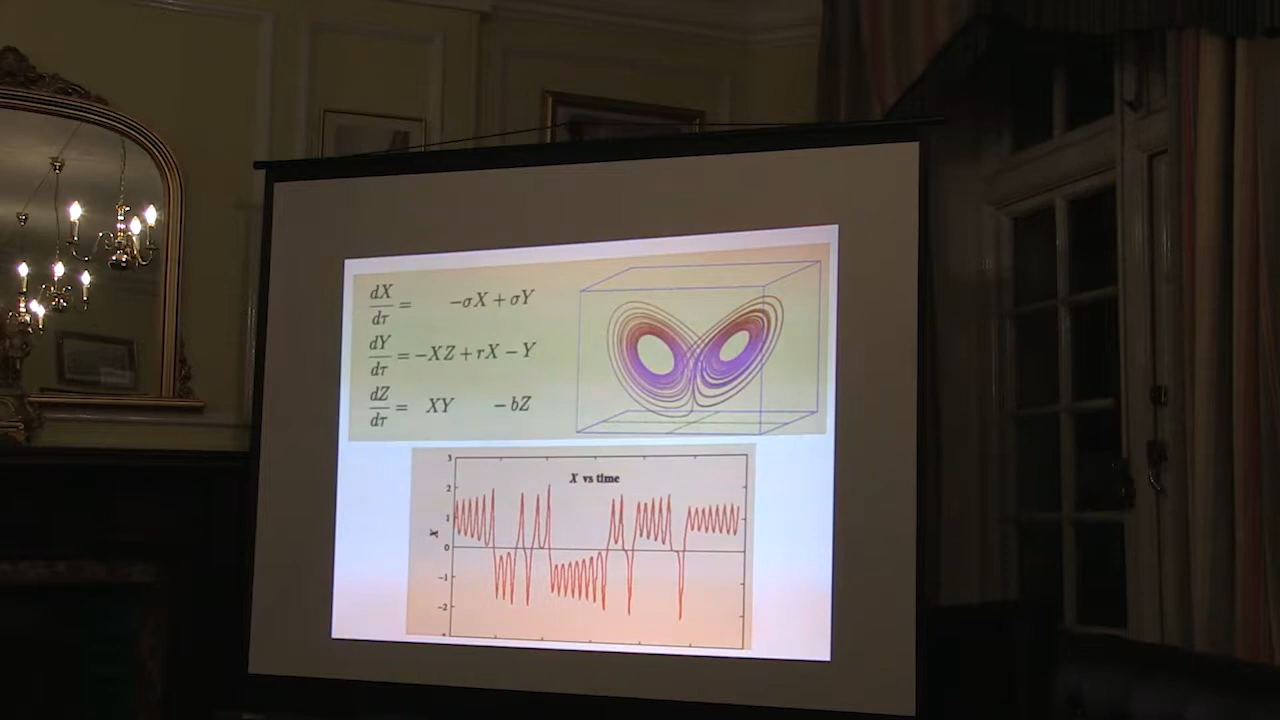 dX/dτ = −σX + σY
dY/dτ = −XZ + rX − Y
dZ/dτ = XY − bZ
X vs time
X
3
2
1
0
−1
−2